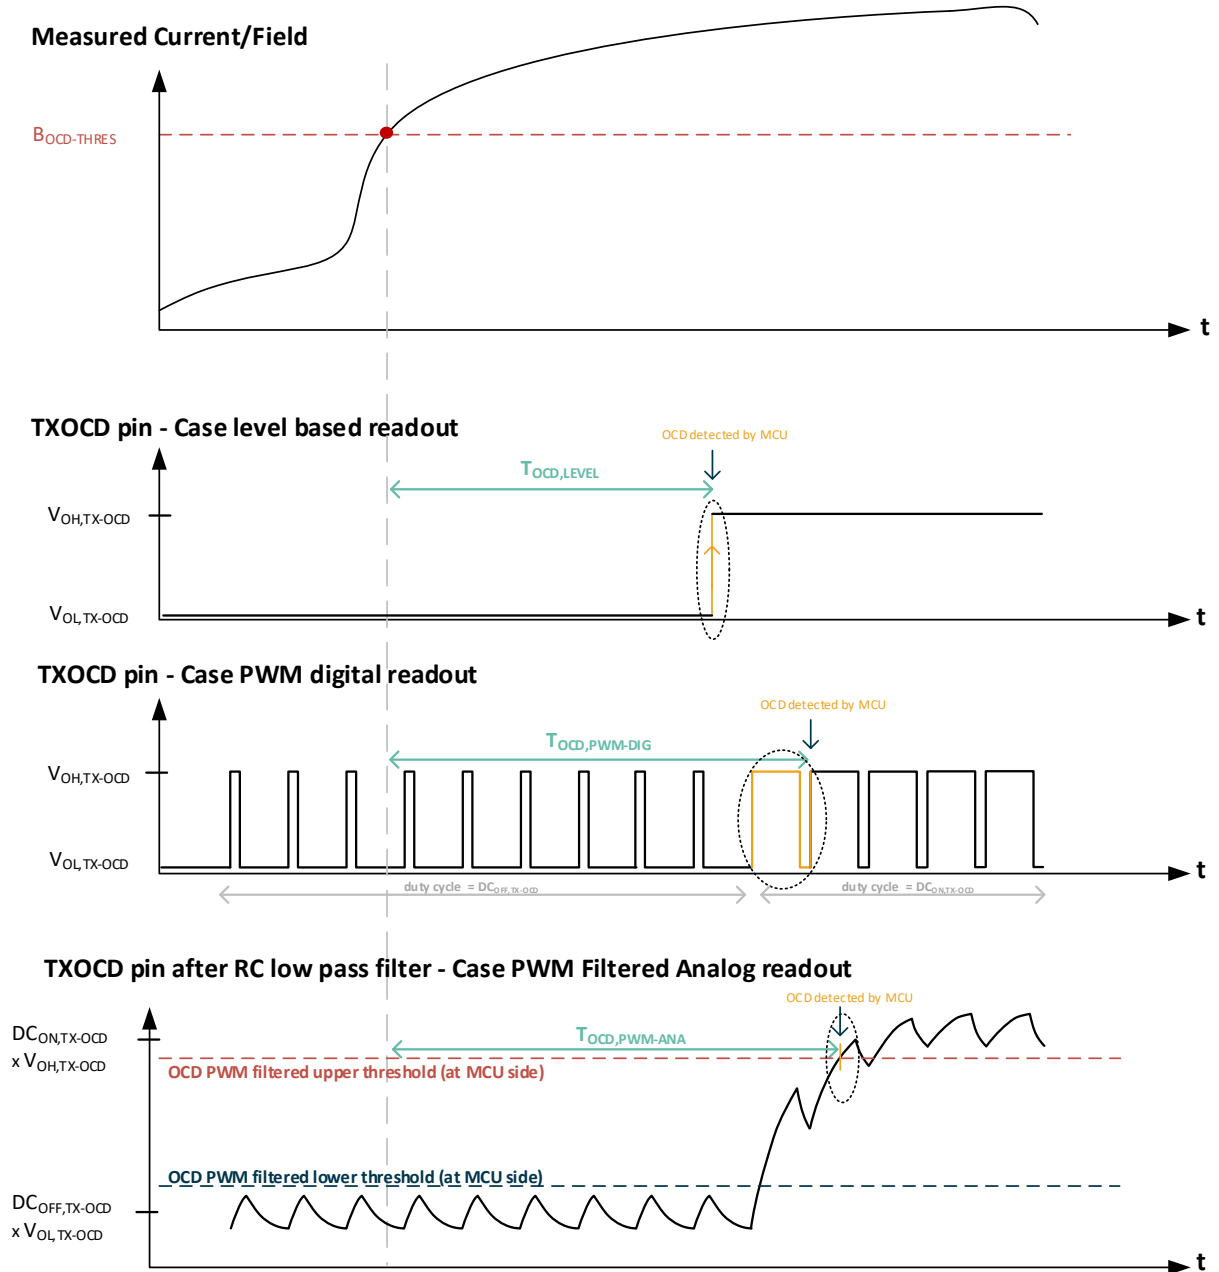 Measured Current/Field
BOCD-THRES
t
TXOCD pin - Case level based readout
OCD detected by MCU
TOCD,LEVEL
VOH,TX-OCD
VOL,TX-OCD
t
TXOCD pin - Case PWM digital readout
OCD detected by MCU
TOCD,PWM-DIG
VOH,TX-OCD
VOL,TX-OCD
t
duty cycle = DCOFF,TX-OCD
duty cycle = DCON,TX-OCD
TXOCD pin after RC low pass filter - Case PWM Filtered Analog readout
OCD detected by MCU
DCON,TX-OCD
x VOH,TX-OCD
TOCD,PWM-ANA
OCD PWM filtered upper threshold (at MCU side)
OCD PWM filtered lower threshold (at MCU side)
DCOFF,TX-OCD
x VOL,TX-OCD
t